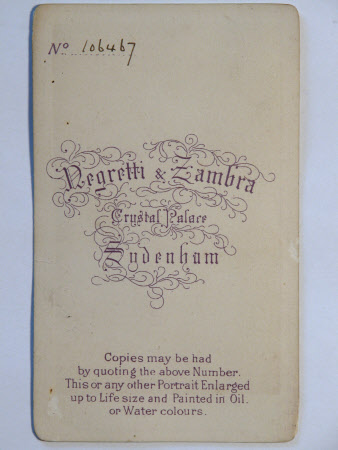 No 106467
Negretti & Zambra
Crystal Palace
Sydenham
Copies may be had
by quoting the above Number.
This or any other Portrait Enlarged
up to Life size and Painted in Oil.
or Water colours.